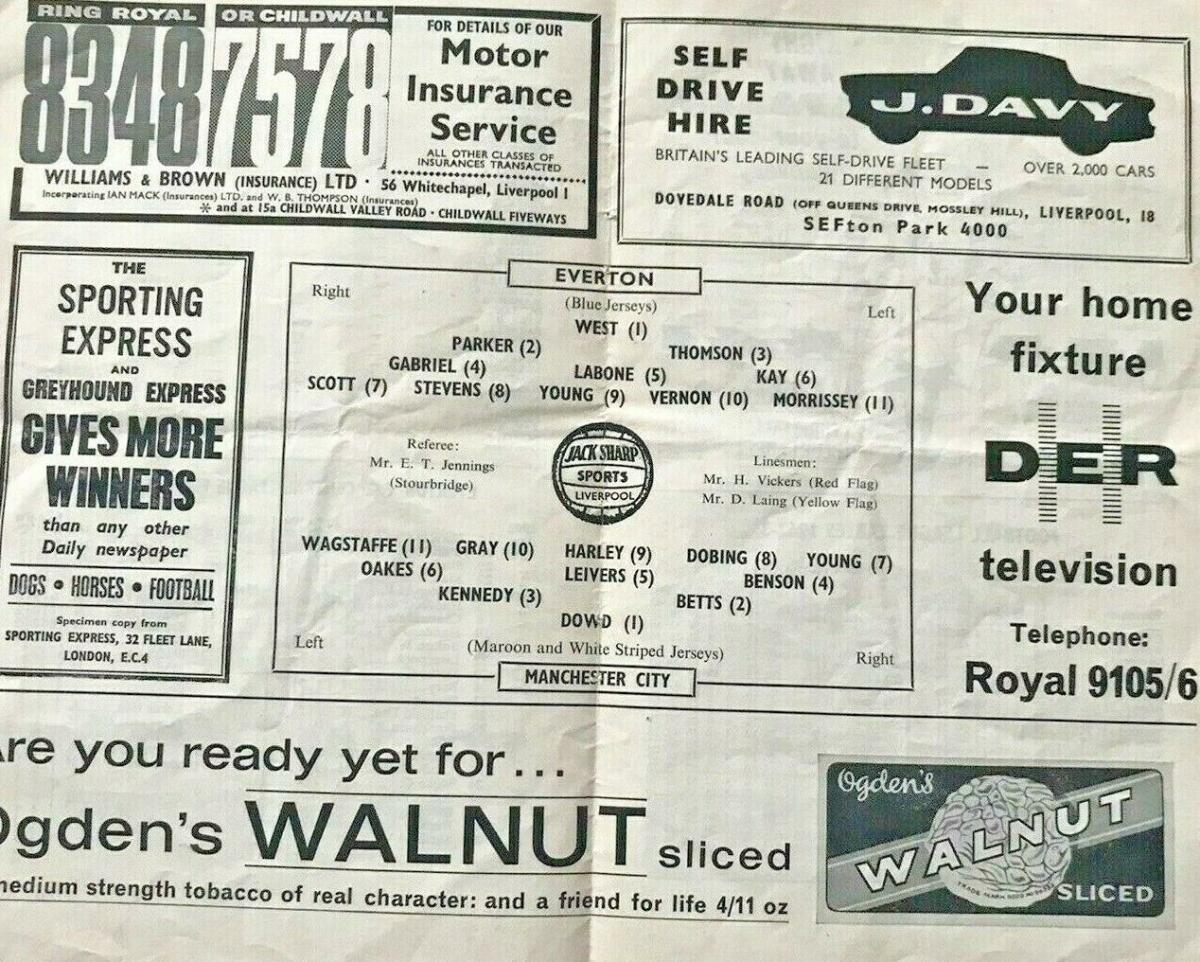 RING ROYAL OR CHILDWALL
8348 7578
FOR DETAILS OF OUR
Motor
Insurance
Service
ALL OTHER CLASSES OF
INSURANCES TRANSACTED
WILLIAMS & BROWN (INSURANCE) LTD · 56 Whitechapel, Liverpool 1
Incorporating IAN MACK (Insurances) LTD. and W. B. THOMPSON (Insurances)
* and at 15a CHILDWALL VALLEY ROAD · CHILDWALL FIVEWAYS
SELF
DRIVE
HIRE
J. DAVY
BRITAIN'S LEADING SELF-DRIVE FLEET — OVER 2,000 CARS
21 DIFFERENT MODELS
DOVEDALE ROAD (OFF QUEENS DRIVE, MOSSLEY HILL), LIVERPOOL, 18
SEFton Park 4000
THE
SPORTING
EXPRESS
AND
GREYHOUND EXPRESS
GIVES MORE
WINNERS
than any other
Daily newspaper
DOGS • HORSES • FOOTBALL
Specimen copy from
SPORTING EXPRESS, 32 FLEET LANE,
LONDON, E.C.4
EVERTON
Right (Blue Jerseys) Left
WEST (1)
PARKER (2) THOMSON (3)
GABRIEL (4) LABONE (5) KAY (6)
SCOTT (7) STEVENS (8) YOUNG (9) VERNON (10) MORRISSEY (11)
Referee:
Mr. E. T. Jennings
(Stourbridge)
JACK SHARP
SPORTS
LIVERPOOL
Linesmen:
Mr. H. Vickers (Red Flag)
Mr. D. Laing (Yellow Flag)
WAGSTAFFE (11) GRAY (10) HARLEY (9) DOBING (8) YOUNG (7)
OAKES (6) LEIVERS (5) BENSON (4)
KENNEDY (3) BETTS (2)
DOWD (1)
Left (Maroon and White Striped Jerseys) Right
MANCHESTER CITY
Your home
fixture
DER
television
Telephone:
Royal 9105/6
Are you ready yet for...
Ogden's WALNUT sliced
medium strength tobacco of real character: and a friend for life 4/11 oz
Ogden's
WALNUT
SLICED